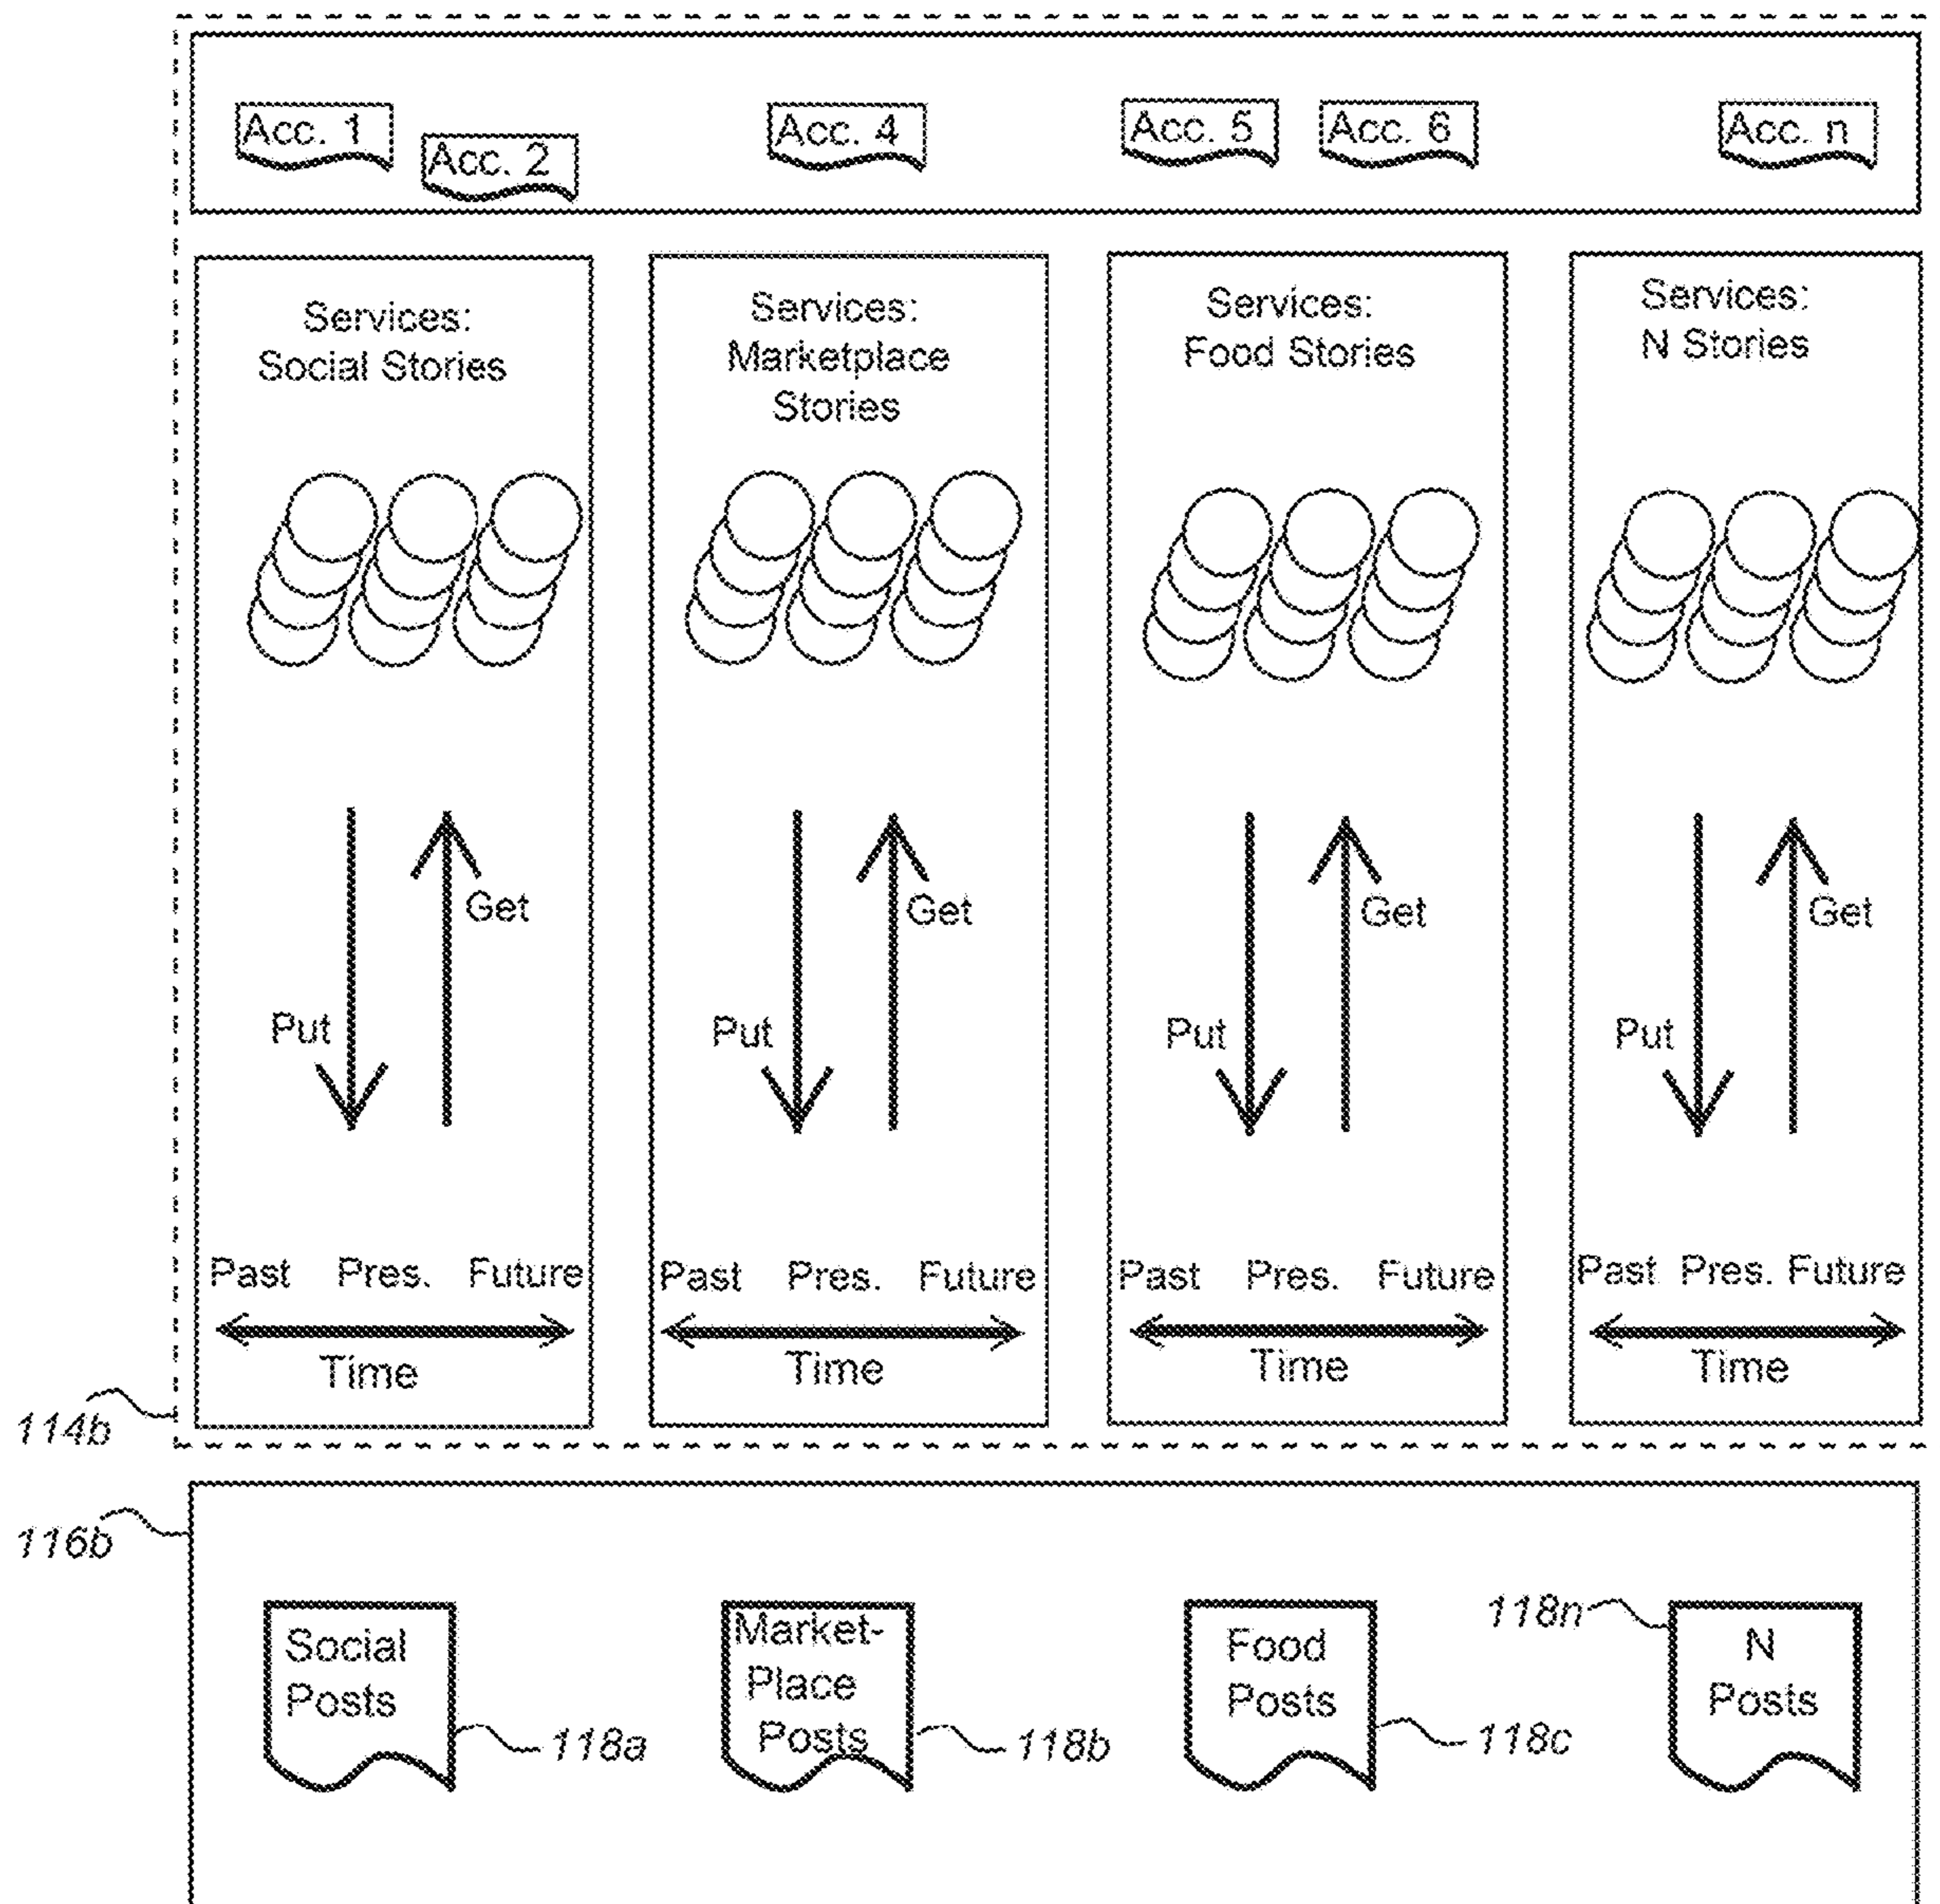 Acc. 1
Acc. 2
Acc. 4
Acc. 5
Acc. 6
Acc. n
Services:
Social Stories
Services:
Marketplace
Stories
Services:
Food Stories
Services:
N Stories
Get
Put
Get
Put
Get
Put
Get
Put
Past Pres. Future
Time
Past Pres. Future
Time
Past Pres. Future
Time
Past Pres. Future
Time
114b
116b
Social
Posts
118a
Market-
Place
Posts
118b
Food
Posts
118c
118n
N
Posts